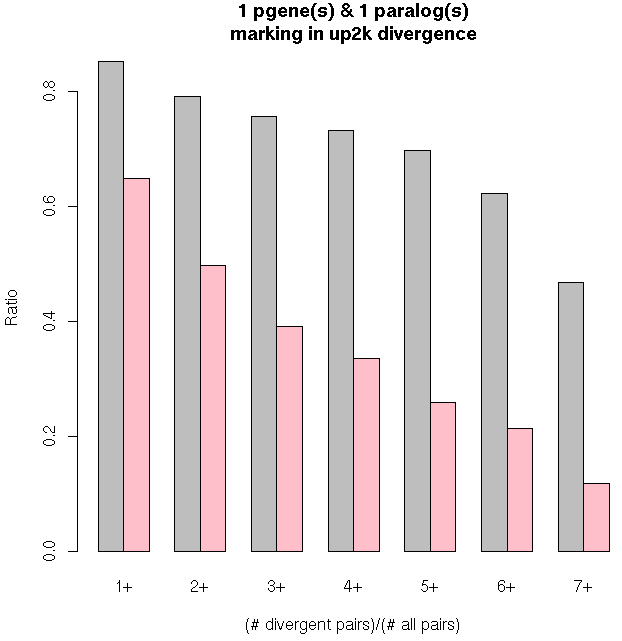 1 pgene(s) & 1 paralog(s)
marking in up2k divergence
0.8
0.6
0.4
0.2
0.0
Ratio
1+ 2+ 3+ 4+ 5+ 6+ 7+
(# divergent pairs)/(# all pairs)